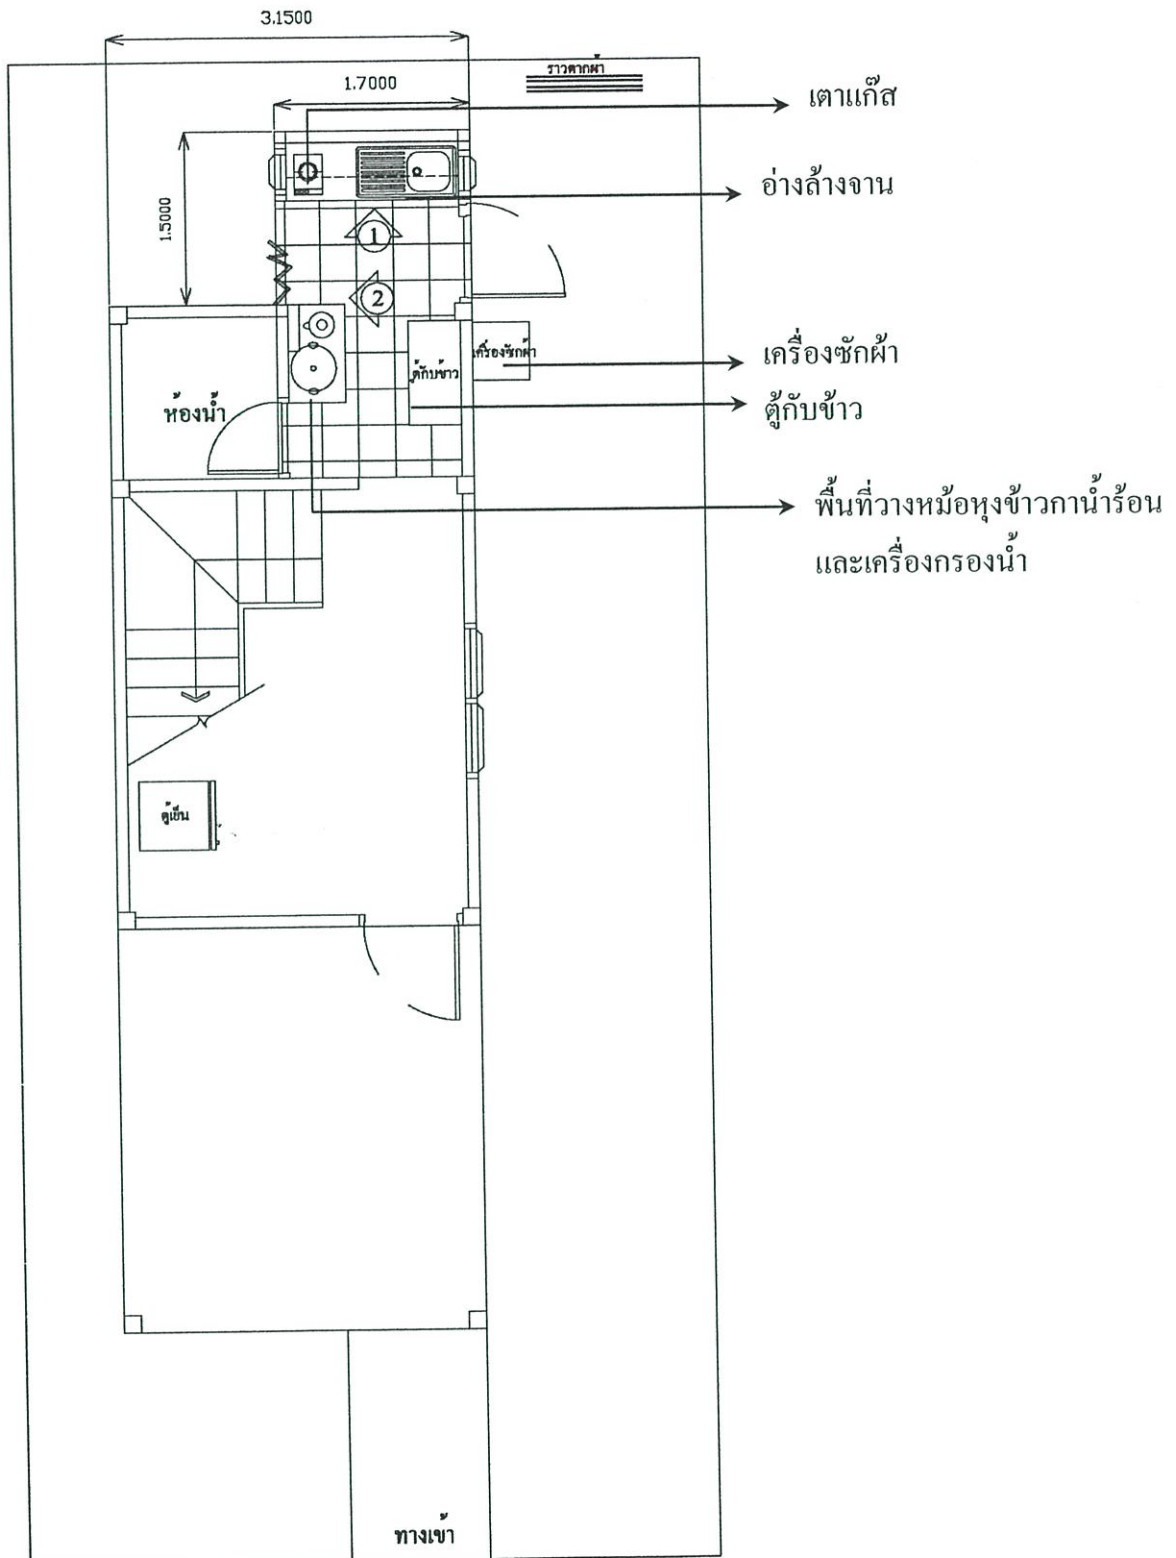 3.1500
ราวตากผ้า
1.7000
เตาแก๊ส
อ่างล้างจาน
1.5000
1
2
เครื่องซักผ้า
เครื่องซักผ้า
ตู้กับข้าว
ห้องน้ำ
ตู้กับข้าว
พื้นที่วางหม้อหุงข้าวกาน้ำร้อน
และเครื่องกรองน้ำ
ตู้เย็น
ทางเข้า